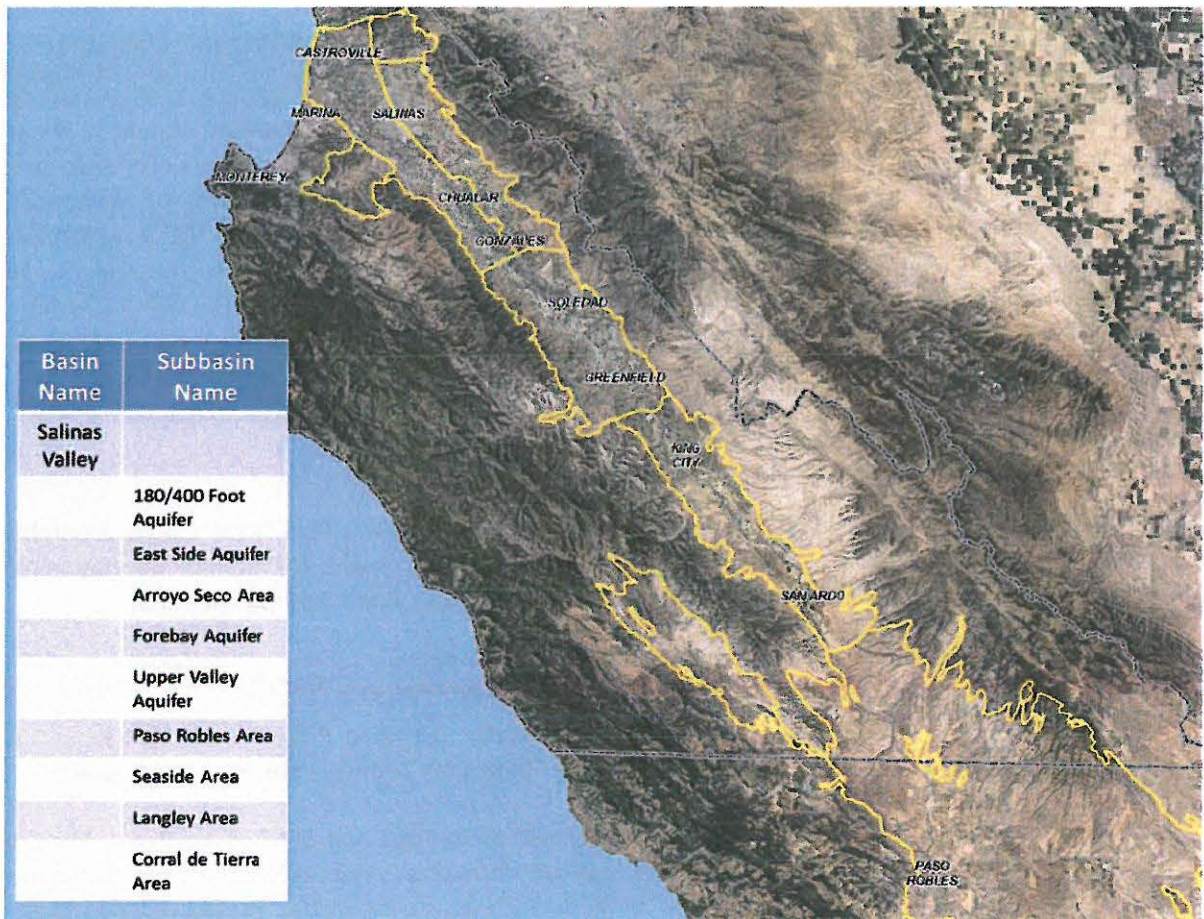 CASTROVILLE
MARINA
SALINAS
MONTEREY
CHUALAR
GONZALES
SOLEDAD
GREENFIELD
KING
CITY
SAN ARDO
PASO
ROBLES
Basin
Name
Subbasin
Name
Salinas
Valley
180/400 Foot
Aquifer
East Side Aquifer
Arroyo Seco Area
Forebay Aquifer
Upper Valley
Aquifer
Paso Robles Area
Seaside Area
Langley Area
Corral de Tierra
Area